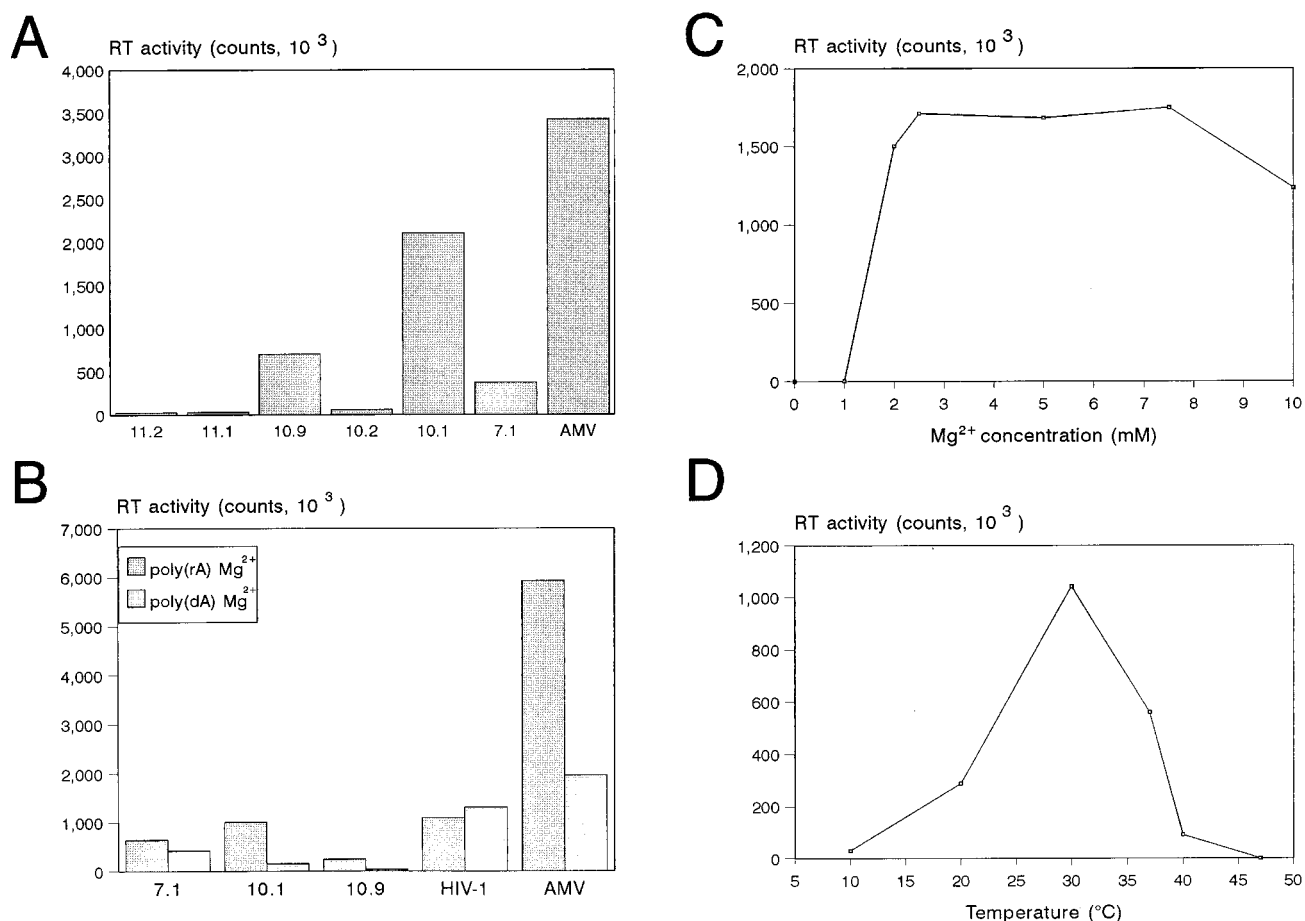 A
RT activity (counts, 10 3)
4,000
3,500
3,000
2,500
2,000
1,500
1,000
500
0
11.2 11.1 10.9 10.2 10.1 7.1 AMV
B
RT activity (counts, 10 3)
7,000
6,000
5,000
4,000
3,000
2,000
1,000
0
poly(rA) Mg2+
poly(dA) Mg2+
7.1 10.1 10.9 HIV-1 AMV
C
RT activity (counts, 10 3)
2,000
1,500
1,000
500
0
0 1 2 3 4 5 6 7 8 9 10
Mg2+ concentration (mM)
D
RT activity (counts, 10 3)
1,200
1,000
800
600
400
200
0
5 10 15 20 25 30 35 40 45 50
Temperature (°C)